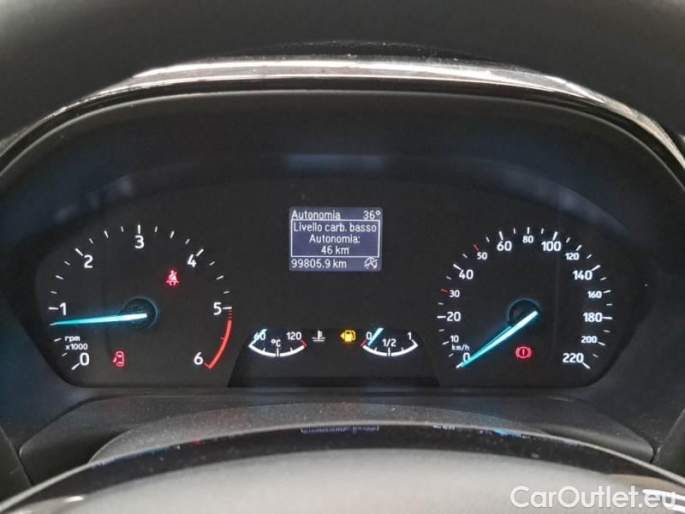 Autonomia 36°
Livello carb. basso
Autonomia:
46 km
99805.9 km
0 1 2 3 4 5 6
rpm
x1000
60 120
°C
0 1/2 1
0 10 20 30 40 50 60 80 100 120 140 160 180 200 220
km/h
CarOutlet.eu